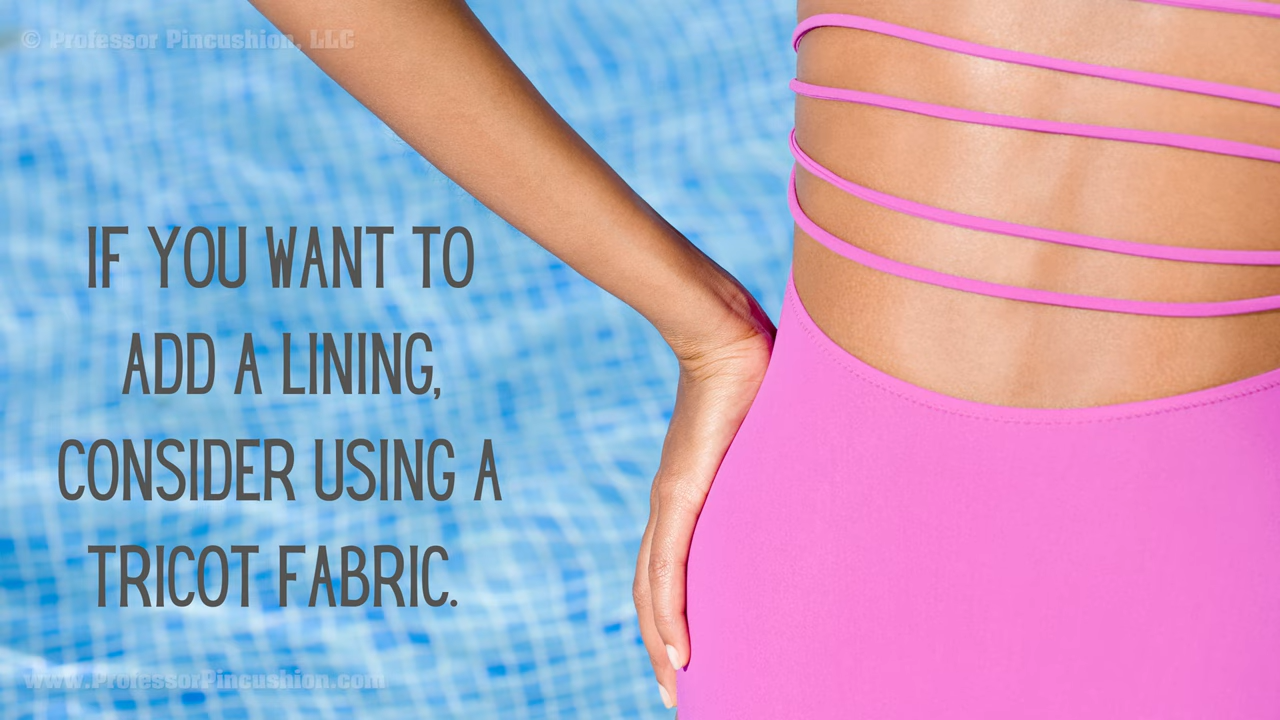 © Professor Pincushion, LLC
IF YOU WANT TO
ADD A LINING,
CONSIDER USING A
TRICOT FABRIC.
www.ProfessorPincushion.com